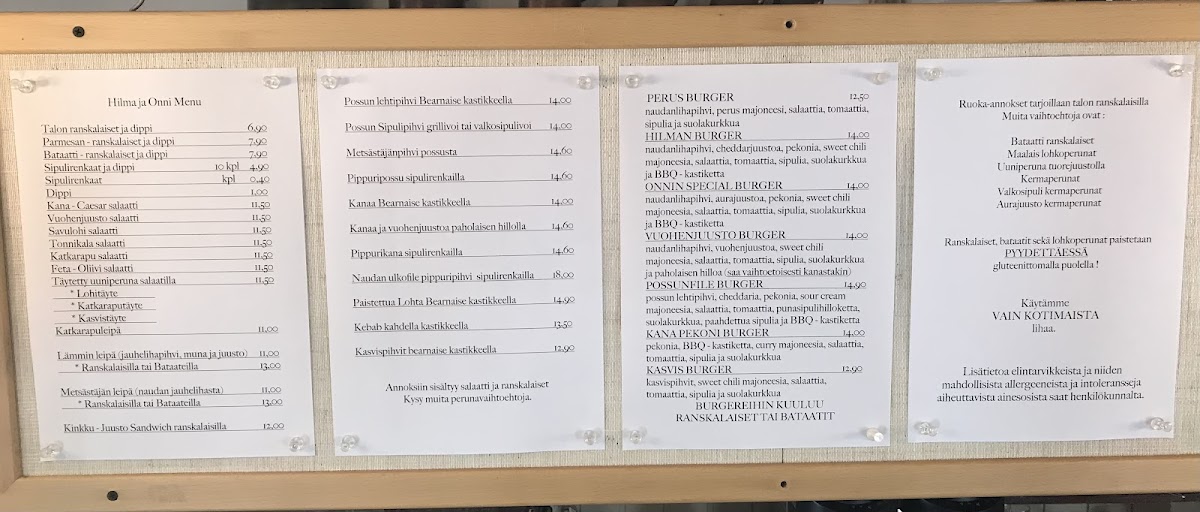 Hilma ja Onni Menu
Talon ranskalaiset ja dippi 6,90
Parmesan - ranskalaiset ja dippi 7,90
Bataatti - ranskalaiset ja dippi 7,90
Sipulirenkaat ja dippi 10 kpl 4,90
Sipulirenkaat kpl 0,40
Dippi 1,00
Kana - Caesar salaatti 11,50
Vuohenjuusto salaatti 11,50
Savulohi salaatti 11,50
Tonnikala salaatti 11,50
Katkarapu salaatti 11,50
Feta - Oliivi salaatti 11,50
Täytetty uuniperuna salaatilla 11,50
* Lohitäyte
* Katkaraputäyte
* Kasvistäyte
Katkarapuleipä 11,00
Lämmin leipä (jauhelihapihvi, muna ja juusto) 11,00
* Ranskalaisilla tai Bataateilla 13,00
Metsästäjän leipä (naudan jauhelihasta) 11,00
* Ranskalaisilla tai Bataateilla 13,00
Kinkku - Juusto Sandwich ranskalaisilla 12,00
Possun lehtipihvi Bearnaise kastikkeella 14,00
Possun Sipulipihvi grillivoi tai valkosipulivoi 14,00
Metsästäjänpihvi possusta 14,60
Pippuripossu sipulirenkailla 14,60
Kanaa Bearnaise kastikkeella 14,00
Kanaa ja vuohenjuustoa paholaisen hillolla 14,60
Pippurikana sipulirenkailla 14,60
Naudan ulkofile pippuripihvi sipulirenkailla 18,00
Paistettua Lohta Bearnaise kastikkeella 14,90
Kebab kahdella kastikkeella 13,50
Kasvispihvit bearnaise kastikkeella 12,90
Annoksiin sisältyy salaatti ja ranskalaiset
Kysy muita perunavaihtoehtoja.
PERUS BURGER 12,50
naudanlihapihvi, perus majoneesi, salaattia, tomaattia,
sipulia ja suolakurkkua
HILMAN BURGER 14,00
naudanlihapihvi, cheddarjuustoa, pekonia, sweet chili
majoneesia, salaattia, tomaattia, sipulia, suolakurkkua
ja BBQ - kastiketta
ONNIN SPECIAL BURGER 14,00
naudanlihapihvi, aurajuustoa, pekonia, sweet chili
majoneesia, salaattia, tomaattia, sipulia, suolakurkkua
ja BBQ - kastiketta
VUOHENJUUSTO BURGER 14,00
naudanlihapihvi, vuohenjuustoa, sweet chili
majoneesia, salaattia, tomaattia, sipulia, suolakurkkua
ja paholaisen hilloa (saa vaihtoetoisesti kanastakin)
POSSUNFILE BURGER 14,90
possun lehtipihvi, cheddaria, pekonia, sour cream
majoneesia, salaattia, tomaattia, punasipulihilloketta,
suolakurkkua, paahdettua sipulia ja BBQ - kastiketta
KANA PEKONI BURGER 14,00
pekonia, BBQ - kastiketta, curry majoneesia, salaattia,
tomaattia, sipulia ja suolakurkkua
KASVIS BURGER 12,90
kasvispihvit, sweet chili majoneesia, salaattia,
tomaattia, sipulia ja suolakurkkua
BURGEREIHIN KUULUU
RANSKALAISET TAI BATAATIT
Ruoka-annokset tarjoillaan talon ranskalaisilla
Muita vaihtoehtoja ovat :
Bataatti ranskalaiset
Maalais lohkoperunat
Uuniperuna tuorejuustolla
Kermaperunat
Valkosipuli kermaperunat
Aurajuusto kermaperunat
Ranskalaiset, bataatit sekä lohkoperunat paistetaan
PYYDETTÄESSÄ
gluteenittomalla puolella !
Käytämme
VAIN KOTIMAISTA
lihaa.
Lisätietoa elintarvikkeista ja niiden
mahdollisista allergeeneista ja intoleransseja
aiheuttavista ainesosista saat henkilökunnalta.